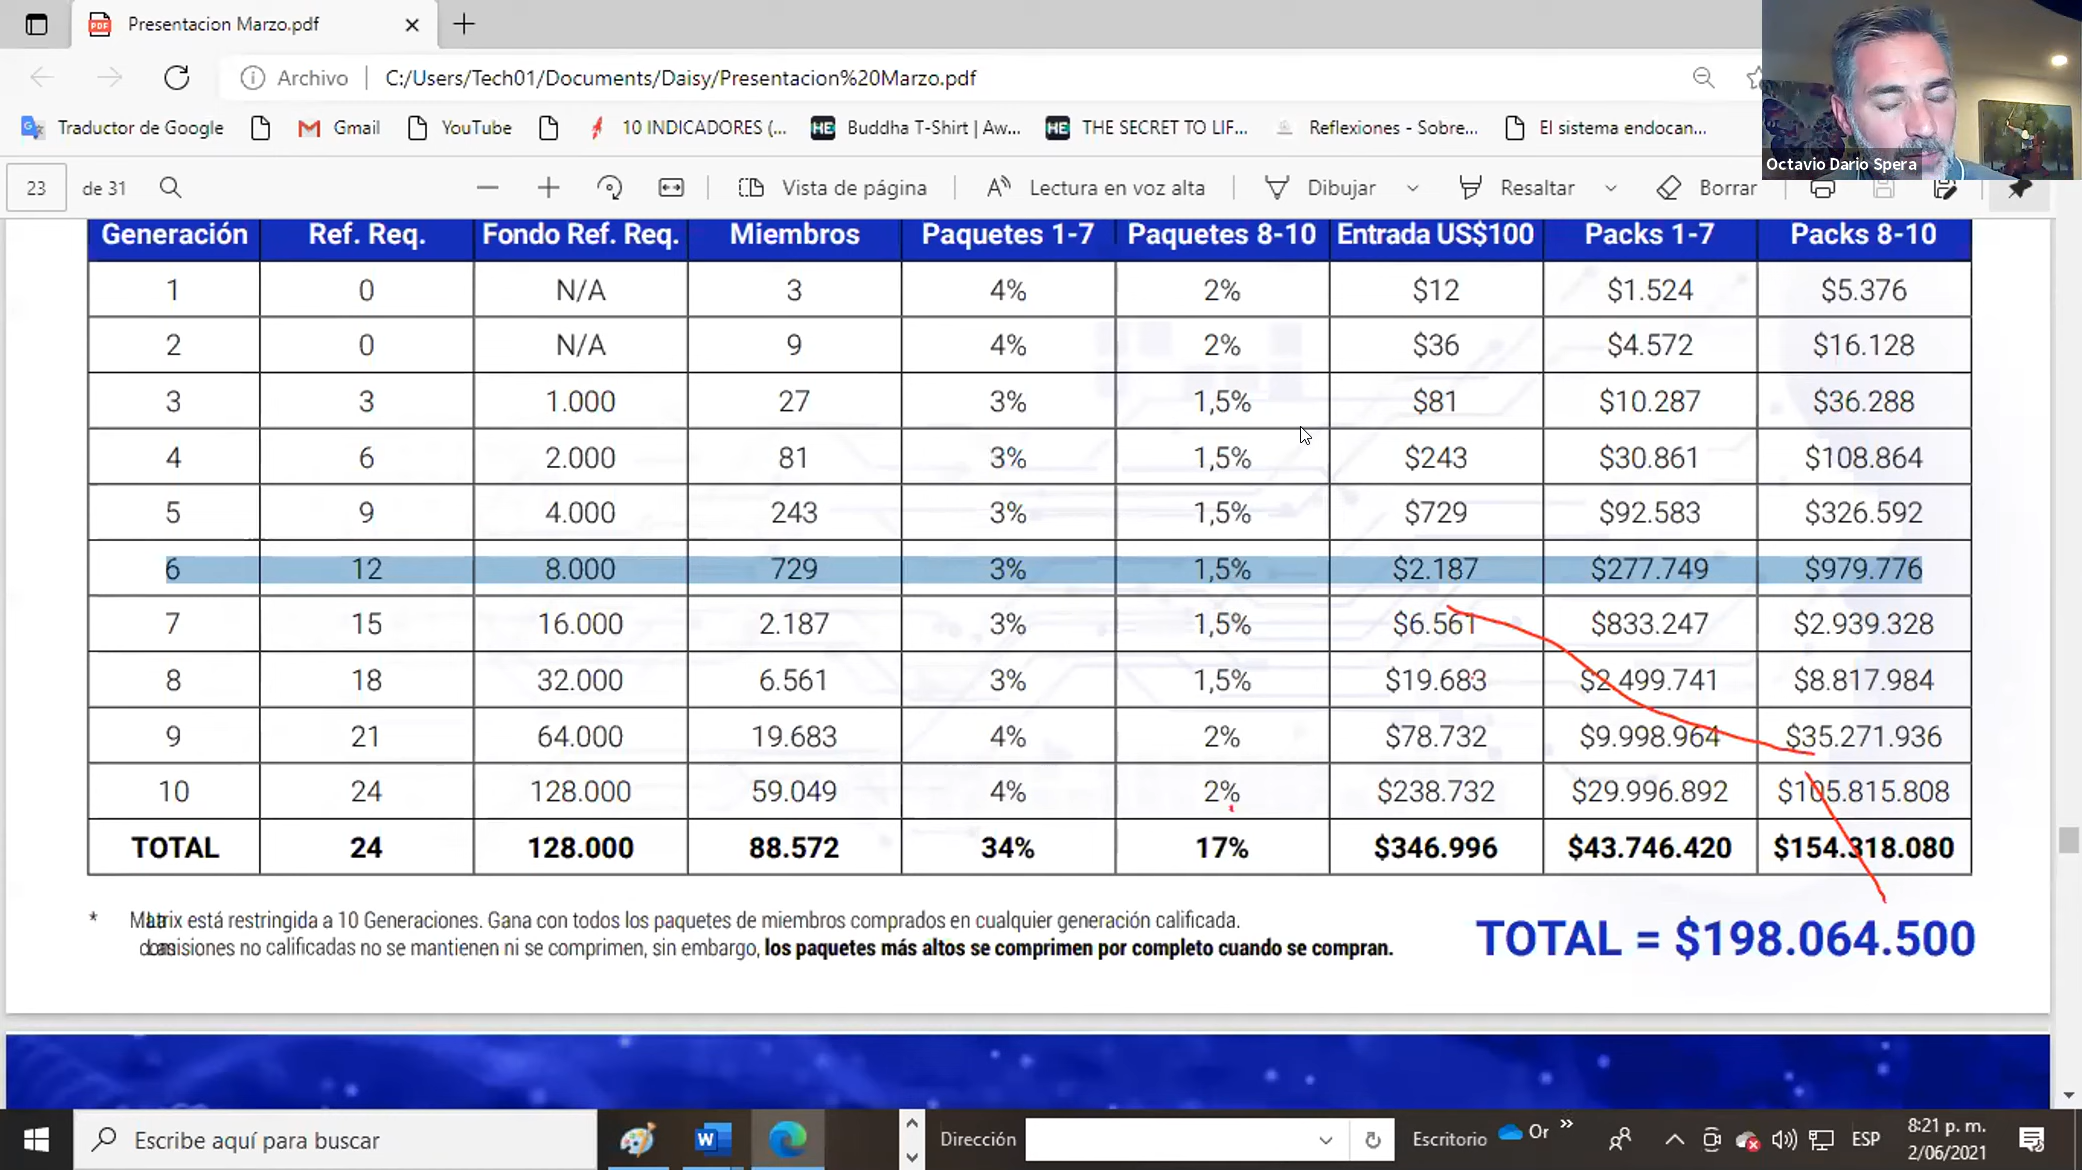 Presentacion Marzo.pdf
Archivo C:/Users/Tech01/Documents/Daisy/Presentacion%20Marzo.pdf
Traductor de Google Gmail YouTube 10 INDICADORES (... Buddha T-Shirt | Aw... THE SECRET TO LIF... Reflexiones - Sobre... El sistema endocan...
Octavio Dario Spera
23 de 31 Vista de página Lectura en voz alta Dibujar Resaltar Borrar
Generación Ref. Req. Fondo Ref. Req. Miembros Paquetes 1-7 Paquetes 8-10 Entrada US$100 Packs 1-7 Packs 8-10
1 0 N/A 3 4% 2% $12 $1.524 $5.376
2 0 N/A 9 4% 2% $36 $4.572 $16.128
3 3 1.000 27 3% 1,5% $81 $10.287 $36.288
4 6 2.000 81 3% 1,5% $243 $30.861 $108.864
5 9 4.000 243 3% 1,5% $729 $92.583 $326.592
6 12 8.000 729 3% 1,5% $2.187 $277.749 $979.776
7 15 16.000 2.187 3% 1,5% $6.561 $833.247 $2.939.328
8 18 32.000 6.561 3% 1,5% $19.683 $2.499.741 $8.817.984
9 21 64.000 19.683 4% 2% $78.732 $9.998.964 $35.271.936
10 24 128.000 59.049 4% 2% $238.732 $29.996.892 $105.815.808
TOTAL 24 128.000 88.572 34% 17% $346.996 $43.746.420 $154.318.080
* Matrix está restringida a 10 Generaciones. Gana con todos los paquetes de miembros comprados en cualquier generación calificada.
no calificadas no se mantienen ni se comprimen, sin embargo, los paquetes más altos se comprimen por completo cuando se compran.
TOTAL = $198.064.500
Escribe aquí para buscar Dirección Escritorio Or » ESP 8:21 p. m.
2/06/2021